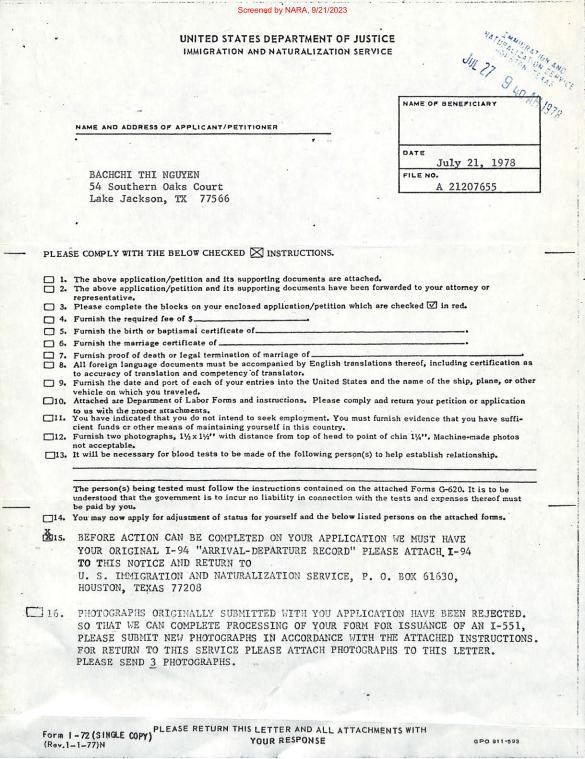 Screened by NARA, 9/21/2023
UNITED STATES DEPARTMENT OF JUSTICE
IMMIGRATION AND NATURALIZATION SERVICE
IMMIGRATION AND
NATURALIZATION SERVICE
HOUSTON, TEXAS
JUL 27 9 40 AM 1978
NAME OF BENEFICIARY
NAME AND ADDRESS OF APPLICANT/PETITIONER
DATE
July 21, 1978
FILE NO.
A 21207655
BACHCHI THI NGUYEN
54 Southern Oaks Court
Lake Jackson, TX 77566
PLEASE COMPLY WITH THE BELOW CHECKED ☒ INSTRUCTIONS.
☐ 1. The above application/petition and its supporting documents are attached.
☐ 2. The above application/petition and its supporting documents have been forwarded to your attorney or
representative.
☐ 3. Please complete the blocks on your enclosed application/petition which are checked ☑ in red.
☐ 4. Furnish the required fee of $
☐ 5. Furnish the birth or baptismal certificate of
☐ 6. Furnish the marriage certificate of
☐ 7. Furnish proof of death or legal termination of marriage of
☐ 8. All foreign language documents must be accompanied by English translations thereof, including certification as
to accuracy of translation and competency of translator.
☐ 9. Furnish the date and port of each of your entries into the United States and the name of the ship, plane, or other
vehicle on which you traveled.
☐10. Attached are Department of Labor Forms and instructions. Please comply and return your petition or application
to us with the proper attachments.
☐11. You have indicated that you do not intend to seek employment. You must furnish evidence that you have suffi-
cient funds or other means of maintaining yourself in this country.
☐12. Furnish two photographs, 1½ x 1½" with distance from top of head to point of chin 1¼". Machine-made photos
not acceptable.
☐13. It will be necessary for blood tests to be made of the following person(s) to help establish relationship.
The person(s) being tested must follow the instructions contained on the attached Forms G-620. It is to be
understood that the government is to incur no liability in connection with the tests and expenses thereof must
be paid by you.
☐14. You may now apply for adjustment of status for yourself and the below listed persons on the attached forms.
☒15. BEFORE ACTION CAN BE COMPLETED ON YOUR APPLICATION WE MUST HAVE
YOUR ORIGINAL I-94 "ARRIVAL-DEPARTURE RECORD" PLEASE ATTACH I-94
TO THIS NOTICE AND RETURN TO
U. S. IMMIGRATION AND NATURALIZATION SERVICE, P. O. BOX 61630,
HOUSTON, TEXAS 77208
☐ 16. PHOTOGRAPHS ORIGINALLY SUBMITTED WITH YOU APPLICATION HAVE BEEN REJECTED.
SO THAT WE CAN COMPLETE PROCESSING OF YOUR FORM FOR ISSUANCE OF AN I-551,
PLEASE SUBMIT NEW PHOTOGRAPHS IN ACCORDANCE WITH THE ATTACHED INSTRUCTIONS.
FOR RETURN TO THIS SERVICE PLEASE ATTACH PHOTOGRAPHS TO THIS LETTER.
PLEASE SEND 3 PHOTOGRAPHS.
Form I-72 (SINGLE COPY) PLEASE RETURN THIS LETTER AND ALL ATTACHMENTS WITH
(Rev.1-1-77)N YOUR RESPONSE GPO 911-593